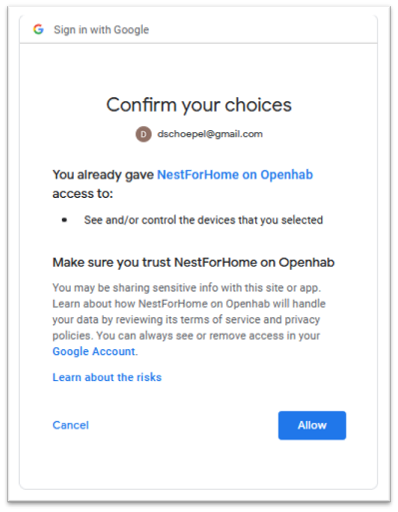 G Sign in with Google
Confirm your choices
D dschoepel@gmail.com
You already gave NestForHome on Openhab
access to:
• See and/or control the devices that you selected
Make sure you trust NestForHome on Openhab
You may be sharing sensitive info with this site or app.
Learn about how NestForHome on Openhab will handle
your data by reviewing its terms of service and privacy
policies. You can always see or remove access in your
Google Account.
Learn about the risks
Cancel
Allow